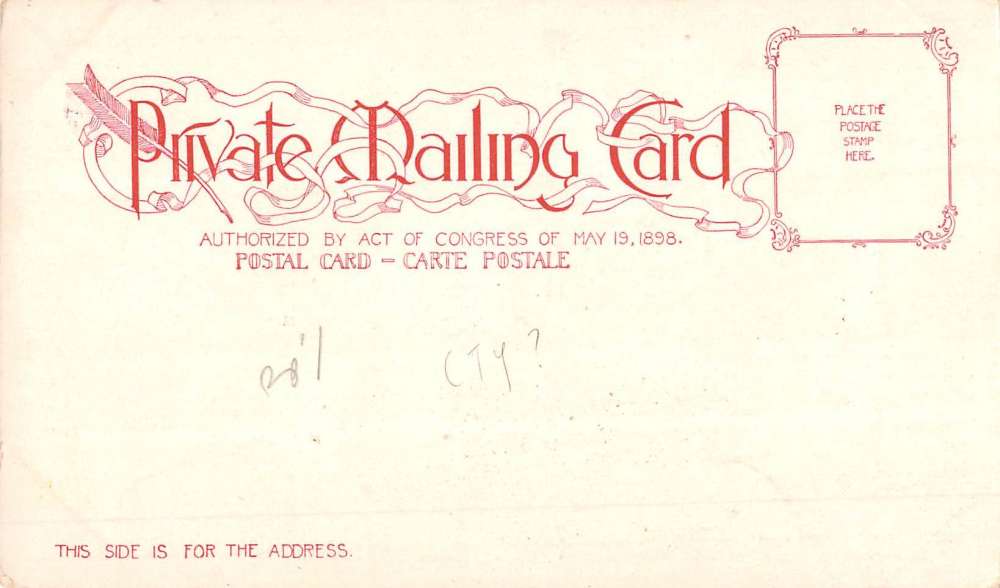 Private Mailing Card
PLACE THE
POSTAGE
STAMP
HERE.
AUTHORIZED BY ACT OF CONGRESS OF MAY 19, 1898.
POSTAL CARD – CARTE POSTALE
CTY?
THIS SIDE IS FOR THE ADDRESS.